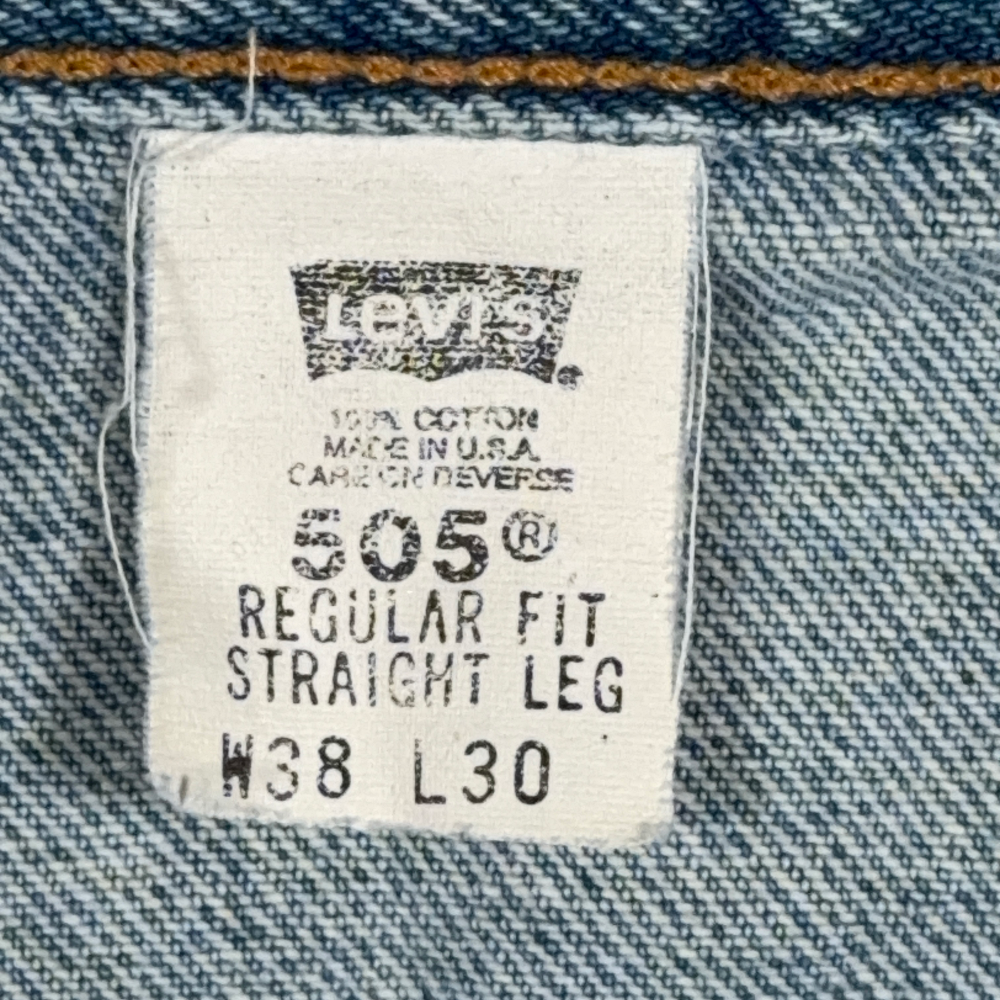 Levi's®
100% COTTON
MADE IN U.S.A.
CARE ON REVERSE
505®
REGULAR FIT
STRAIGHT LEG
W38 L30